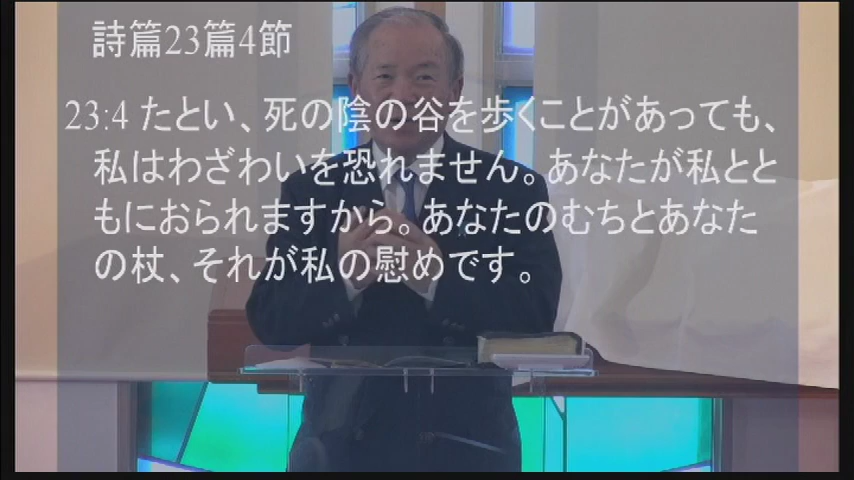 詩篇23篇4節
23:4 たとい、死の陰の谷を歩くことがあっても、
私はわざわいを恐れません。あなたが私とと
もにおられますから。あなたのむちとあなた
の杖、それが私の慰めです。